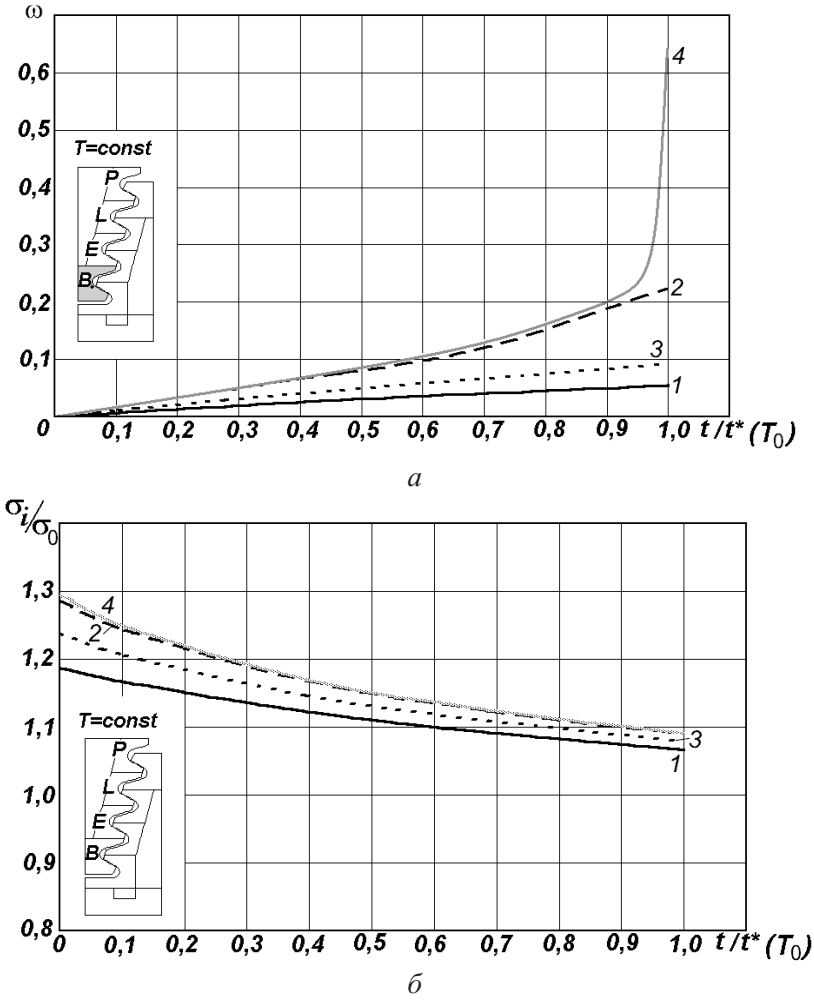 ω
0,6
0,5
0,4
0,3
0,2
0,1
0
T=const
P
L
E
B
4
2
3
1
0,1 0,2 0,3 0,4 0,5 0,6 0,7 0,8 0,9 1,0 t/t* (T₀)
а
σᵢ/σ₀
1,3
1,2
1,1
1,0
0,9
0,8
4
2
T=const
P
L
E
B
3
1
0 0,1 0,2 0,3 0,4 0,5 0,6 0,7 0,8 0,9 1,0 t/t* (T₀)
б